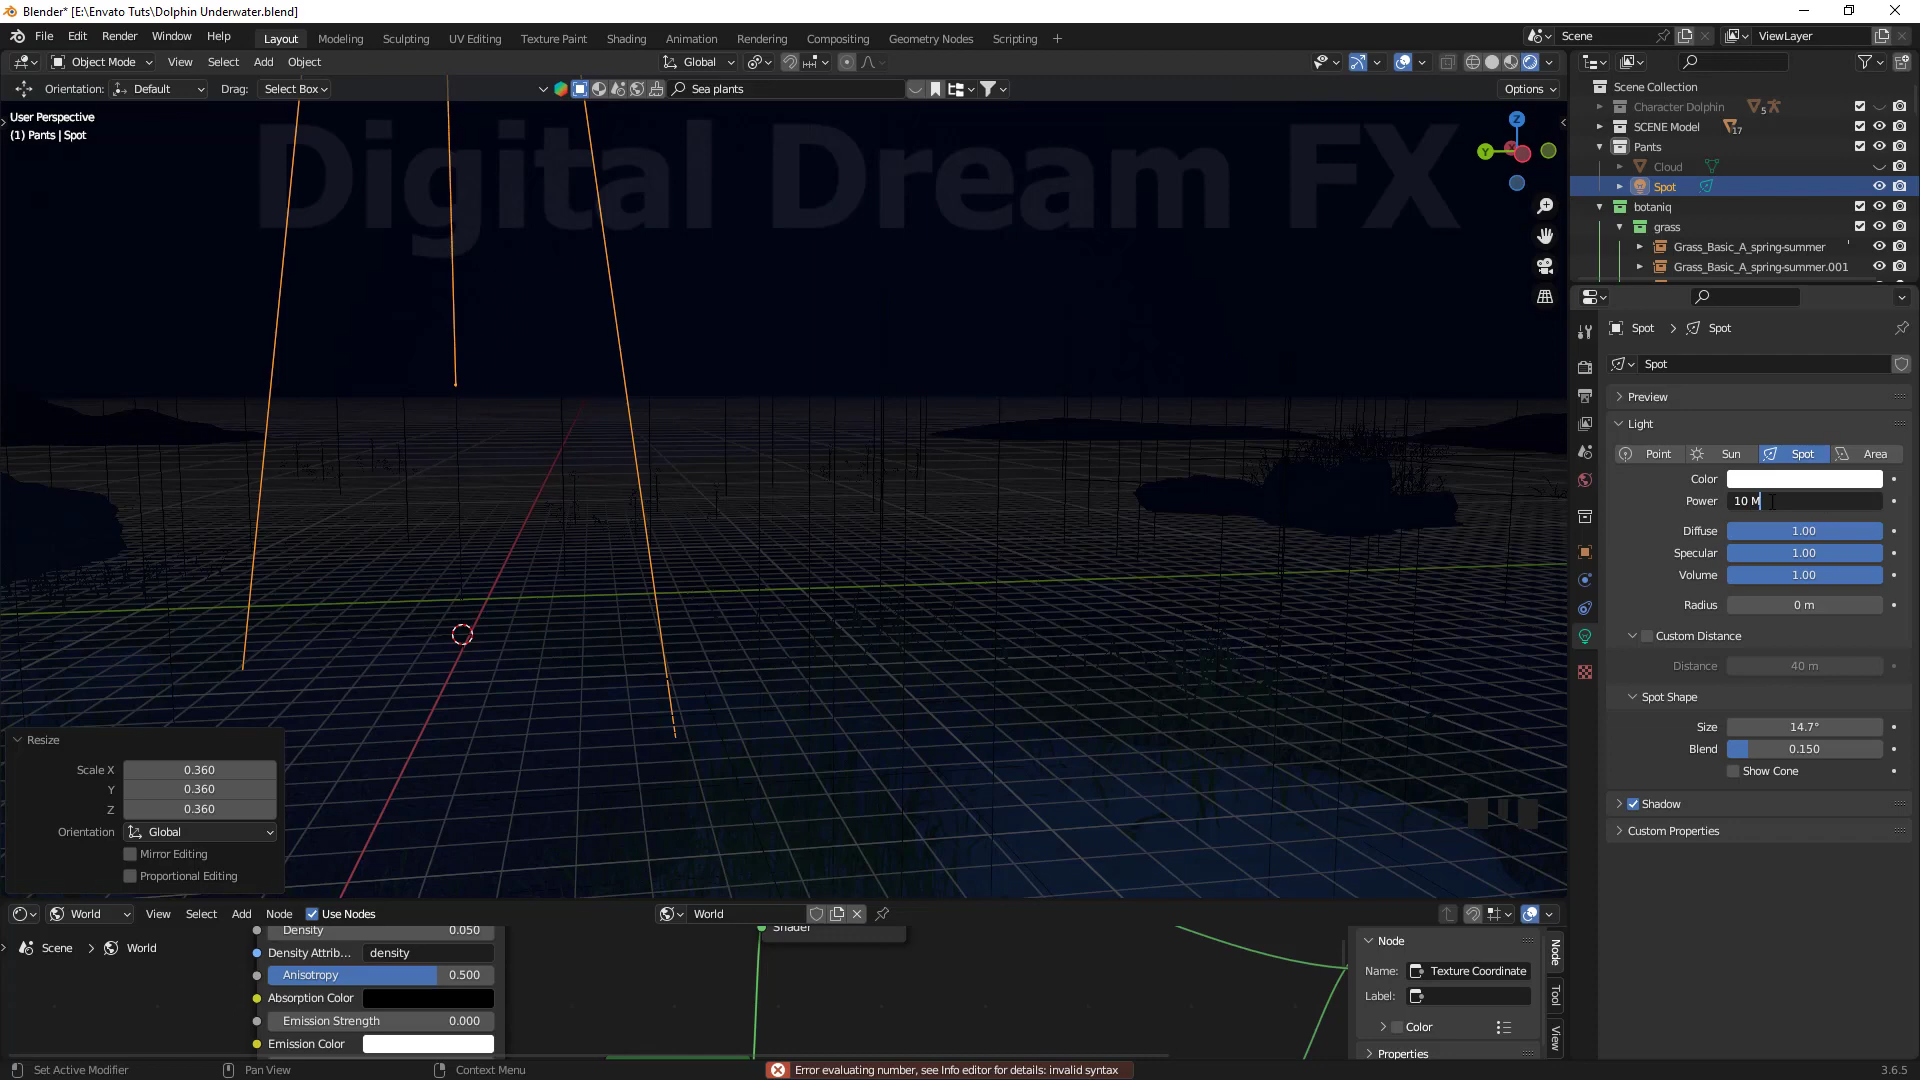 Blender* [E:\Envato Tuts\Dolphin Underwater.blend]
File Edit Render Window Help Layout Modeling Sculpting UV Editing Texture Paint Shading Animation Rendering Compositing Geometry Nodes Scripting + Scene ViewLayer
Object Mode View Select Add Object Global
Orientation: Default Drag: Select Box Sea plants Options
User Perspective
(1) Pants | Spot
Digital Dream FX
Z
Y
Scene Collection
Character Dolphin 5
SCENE Model 17
Pants
Cloud
Spot
botaniq
grass
Grass_Basic_A_spring-summer
Grass_Basic_A_spring-summer.001
Spot > Spot
Spot
Preview
Light
Point Sun Spot Area
Color
Power 10 M
Diffuse 1.00
Specular 1.00
Volume 1.00
Radius 0 m
Custom Distance
Distance 40 m
Spot Shape
Size 14.7°
Blend 0.150
Show Cone
Shadow
Custom Properties
Resize
Scale X 0.360
Y 0.360
Z 0.360
Orientation Global
Mirror Editing
Proportional Editing
World View Select Add Node Use Nodes World
Scene > World
Density 0.050
Density Attrib... density
Anisotropy 0.500
Absorption Color
Emission Strength 0.000
Emission Color
Shader
Node
Name: Texture Coordinate
Label:
Color
Properties
Node
Tool
View
Set Active Modifier Pan View Context Menu Error evaluating number, see Info editor for details: invalid syntax 3.6.5